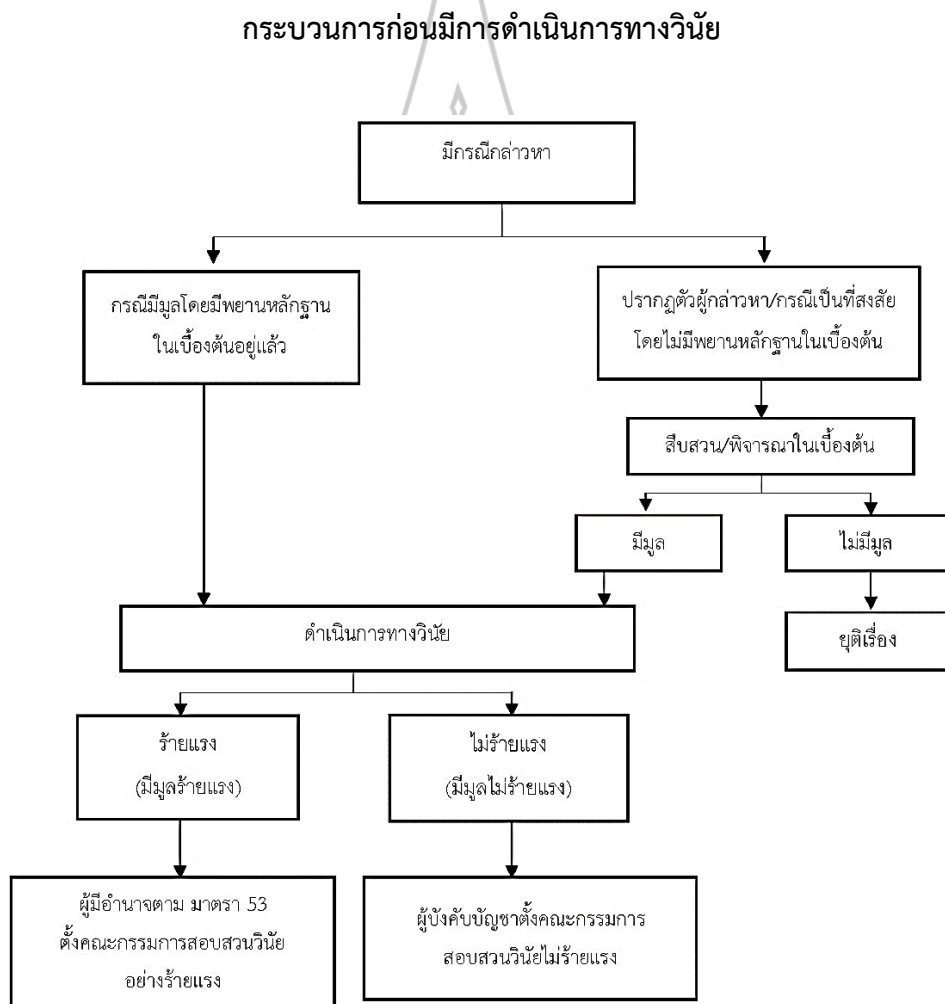 กระบวนการก่อนมีการดำเนินการทางวินัย
มีกรณีกล่าวหา
กรณีมีมูลโดยมีพยานหลักฐาน
ในเบื้องต้นอยู่แล้ว
ปรากฏตัวผู้กล่าวหา/กรณีเป็นที่สงสัย
โดยไม่มีพยานหลักฐานในเบื้องต้น
สืบสวน/พิจารณาในเบื้องต้น
มีมูล
ไม่มีมูล
ดำเนินการทางวินัย
ยุติเรื่อง
ร้ายแรง
(มีมูลร้ายแรง)
ไม่ร้ายแรง
(มีมูลไม่ร้ายแรง)
ผู้มีอำนาจตาม มาตรา 53
ตั้งคณะกรรมการสอบสวนวินัย
อย่างร้ายแรง
ผู้บังคับบัญชาตั้งคณะกรรมการ
สอบสวนวินัยไม่ร้ายแรง